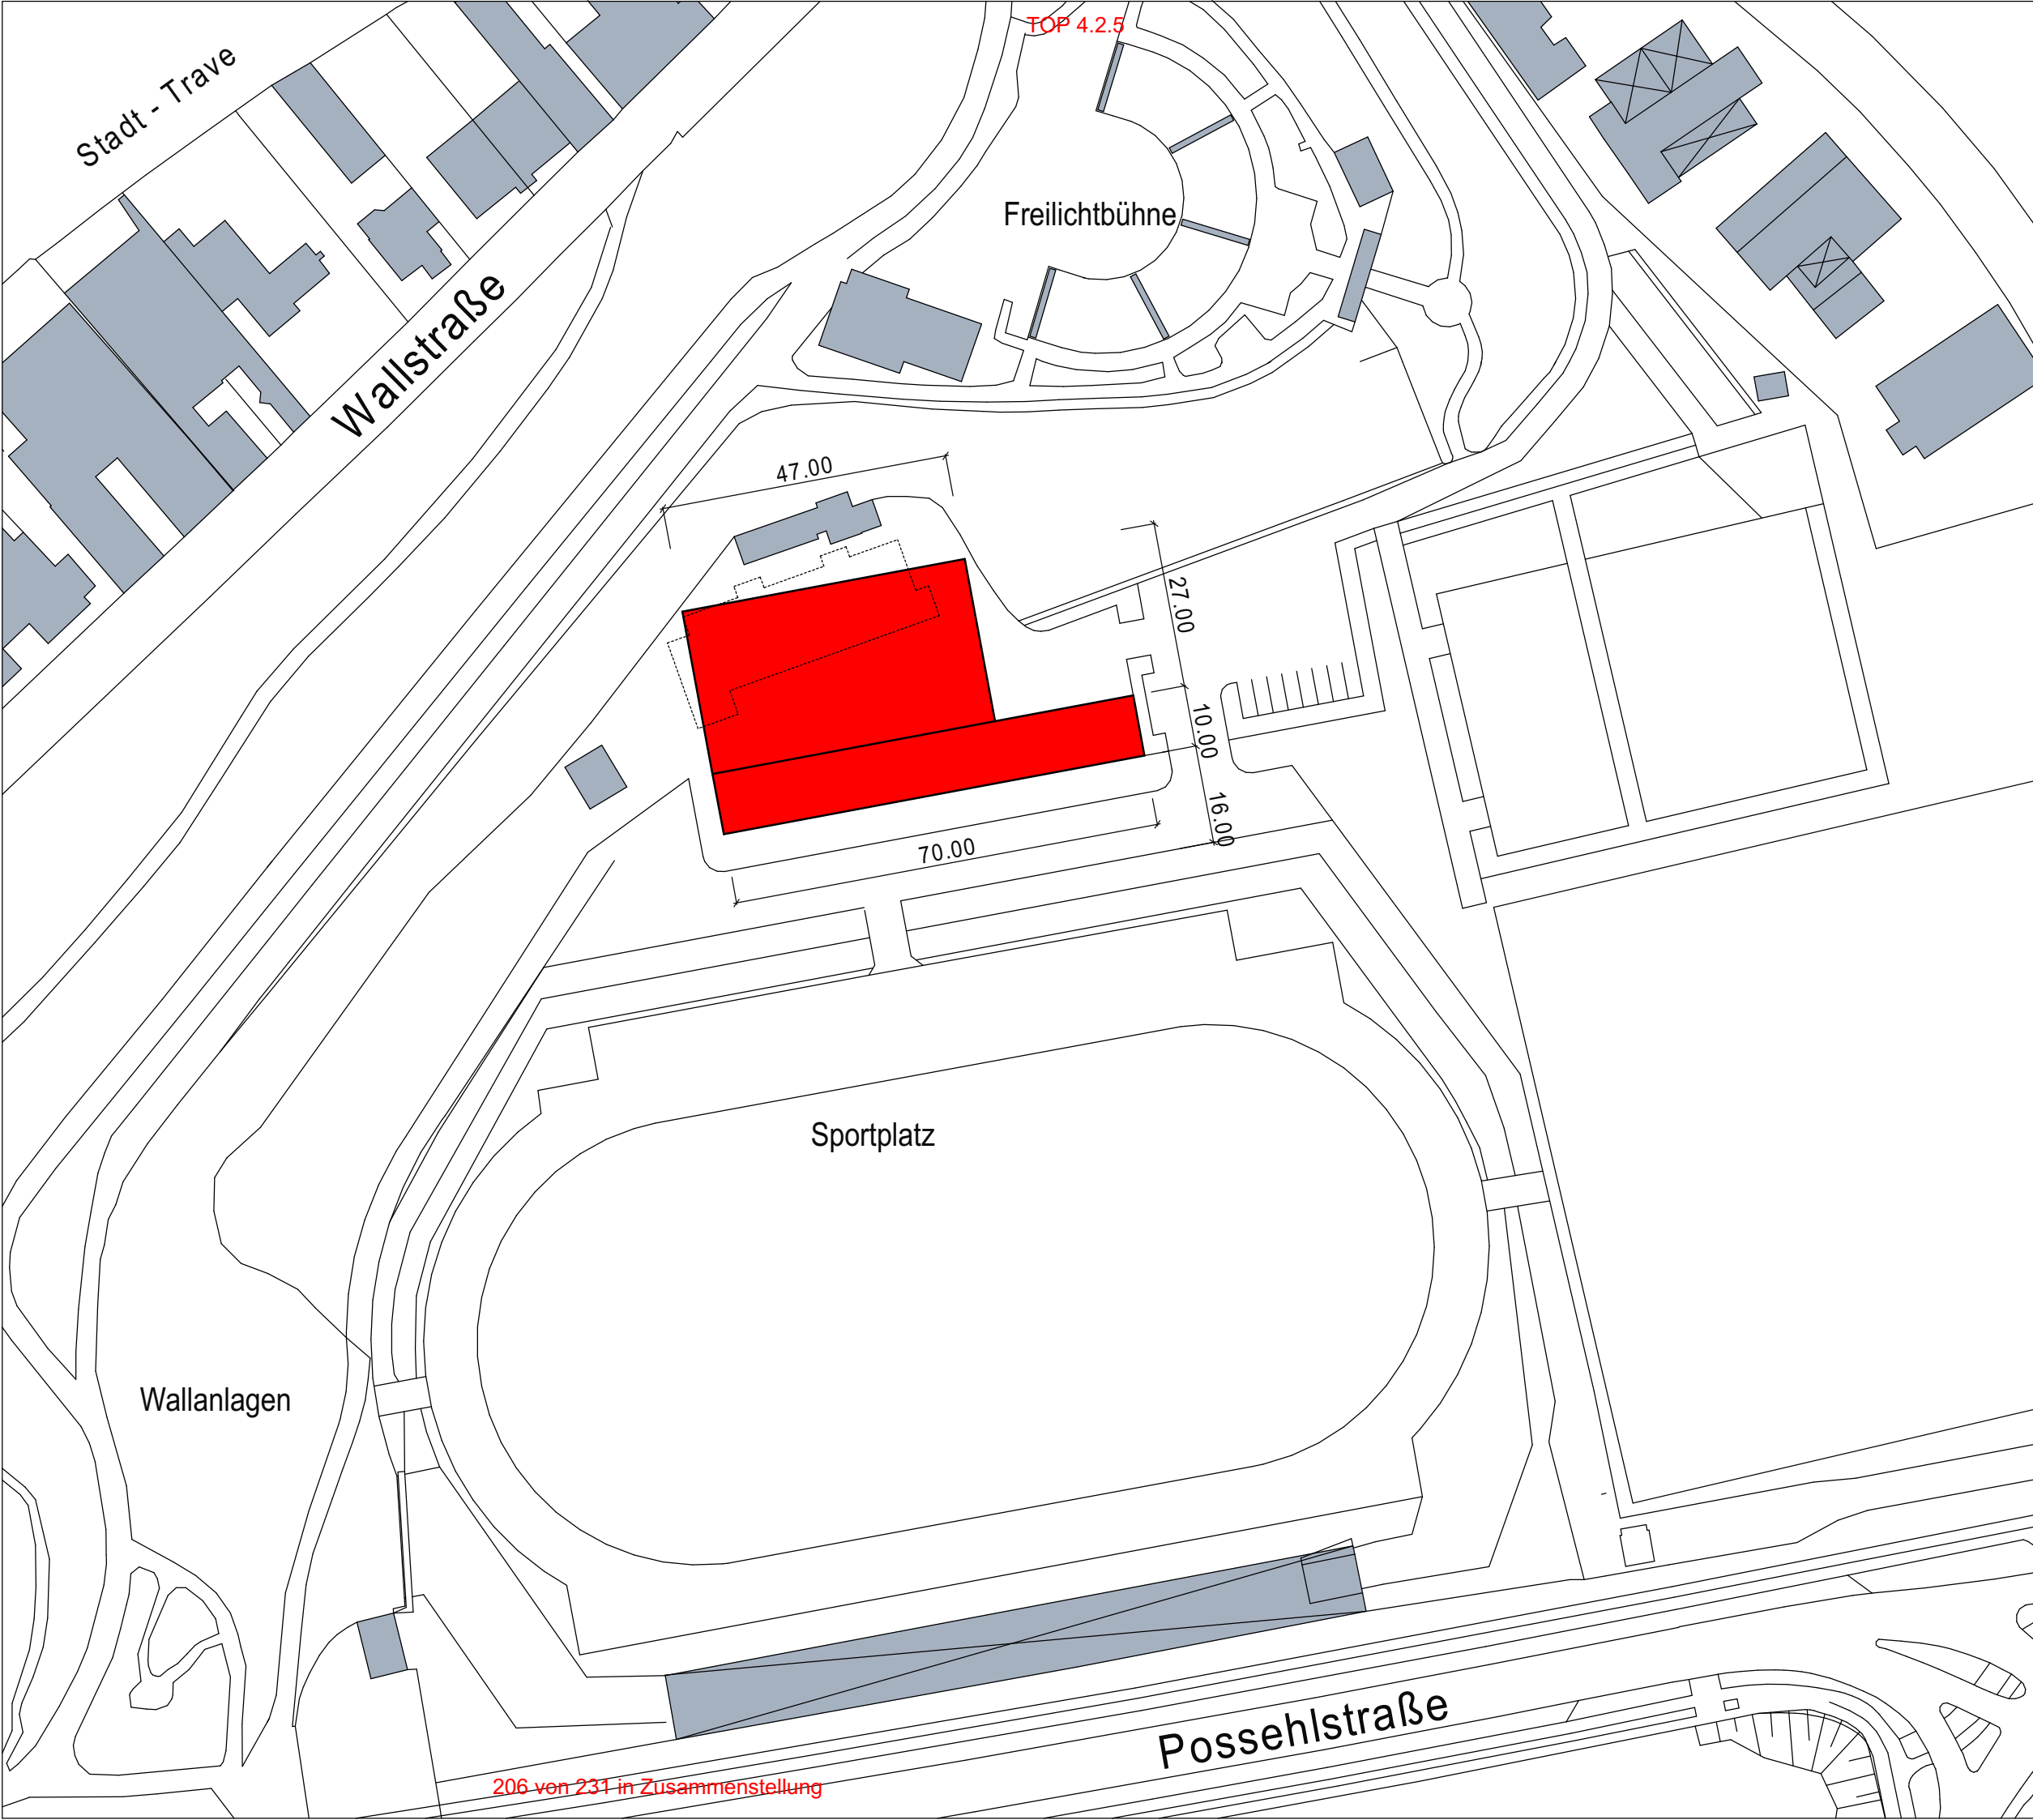 TOP 4.2.5
Stadt - Trave
Freilichtbühne
Wallstraße
47.00
27.00
10.00
16.00
70.00
Sportplatz
Wallanlagen
Possehlstraße
206 von 231 in Zusammenstellung